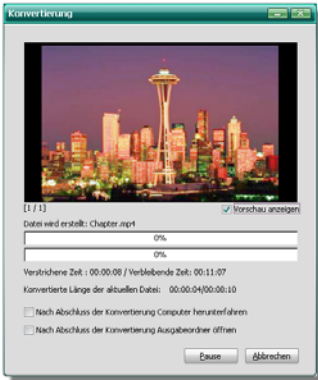 Konvertierung
[1 / 1]
Vorschau anzeigen
Datei wird erstellt: Chapter.mp4
0%
0%
Verstrichene Zeit : 00:00:08 / Verbleibende Zeit: 00:11:07
Konvertierte Länge der aktuellen Datei: 00:00:04/00:08:10
Nach Abschluss der Konvertierung Computer herunterfahren
Nach Abschluss der Konvertierung Ausgabeordner öffnen
Pause Abbrechen